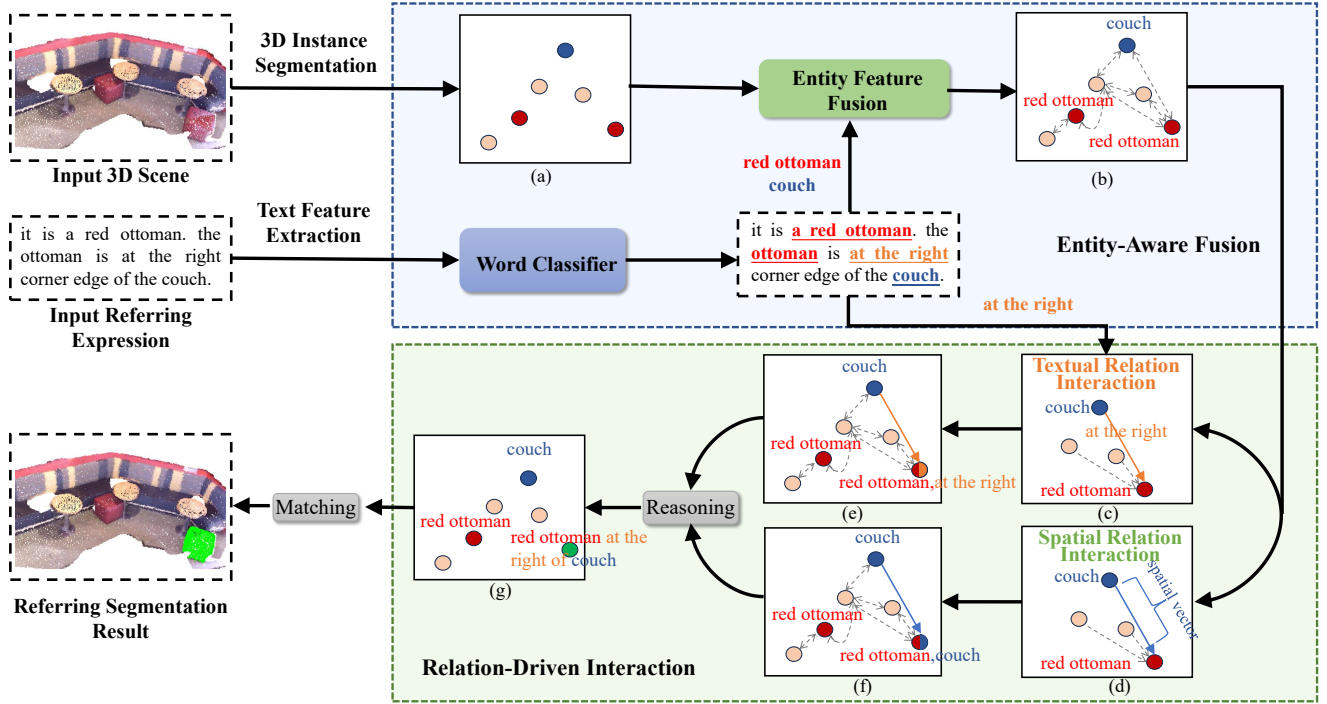 3D Instance
Segmentation
Input 3D Scene
(a)
Entity Feature
Fusion
couch
red ottoman
red ottoman
(b)
red ottoman
couch
it is a red ottoman. the
ottoman is at the right
corner edge of the couch.
Input Referring
Expression
Text Feature
Extraction
Word Classifier
it is a red ottoman. the
ottoman is at the right
corner edge of the couch.
Entity-Aware Fusion
at the right
Textual Relation
Interaction
couch
at the right
red ottoman
(c)
Spatial Relation
Interaction
couch
spatial vector
red ottoman
(d)
couch
red ottoman
red ottoman,at the right
(e)
couch
red ottoman
red ottoman,couch
(f)
Reasoning
couch
red ottoman
red ottoman at the
right of couch
(g)
Matching
Referring Segmentation
Result
Relation-Driven Interaction